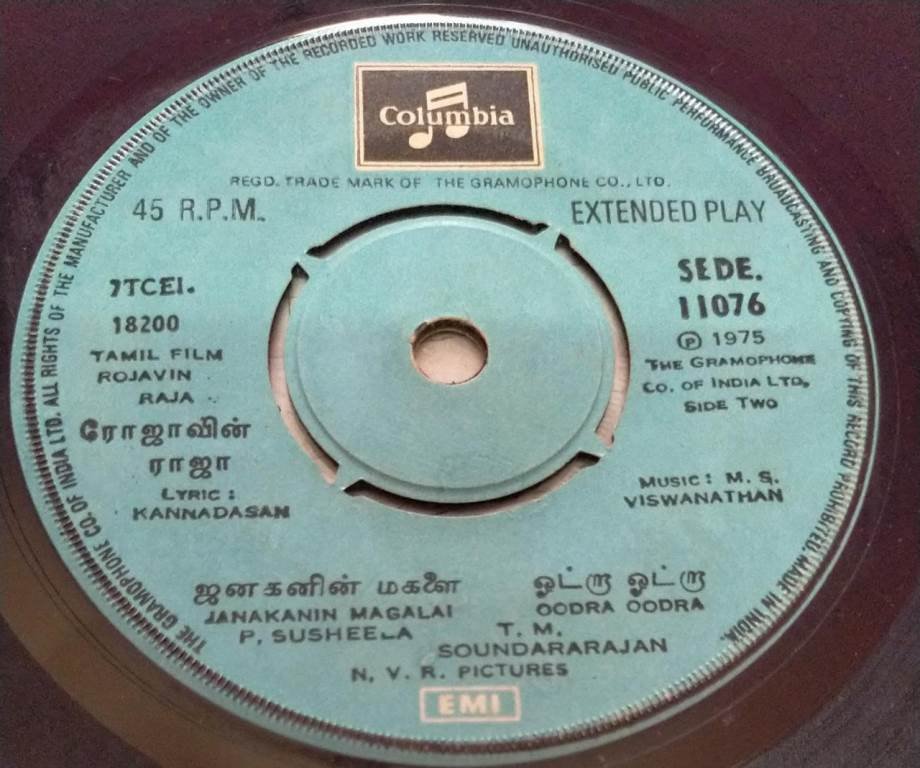 THE GRAMOPHONE CO. OF INDIA LTD. ALL RIGHTS OF THE MANUFACTURER AND OF THE OWNER OF THE RECORDED WORK RESERVED UNAUTHORISED PUBLIC PERFORMANCE BROADCASTING AND COPYING OF THIS RECORD PROHIBITED. MADE IN INDIA.
Columbia
REGD. TRADE MARK OF THE GRAMOPHONE CO., LTD.
45 R.P.M. EXTENDED PLAY
7TCEI.
18200
TAMIL FILM
ROJAVIN
RAJA
ரோஜாவின்
ராஜா
LYRIC :
KANNADASAN
SEDE.
11076
℗ 1975
THE GRAMOPHONE
CO. OF INDIA LTD,
SIDE TWO
MUSIC: M. S.
VISWANATHAN
ஜனகனின் மகளை
JANAKANIN MAGALAI
P. SUSHEELA
ஓட்ரு ஓட்ரு
OODRA OODRA
T. M.
SOUNDARARAJAN
N. V. R. PICTURES
EMI